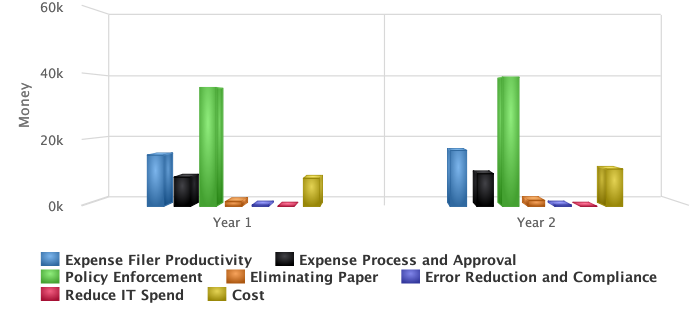 60k
40k
20k
0k
Money
Year 1
Year 2
Expense Filer Productivity
Expense Process and Approval
Policy Enforcement
Eliminating Paper
Error Reduction and Compliance
Reduce IT Spend
Cost